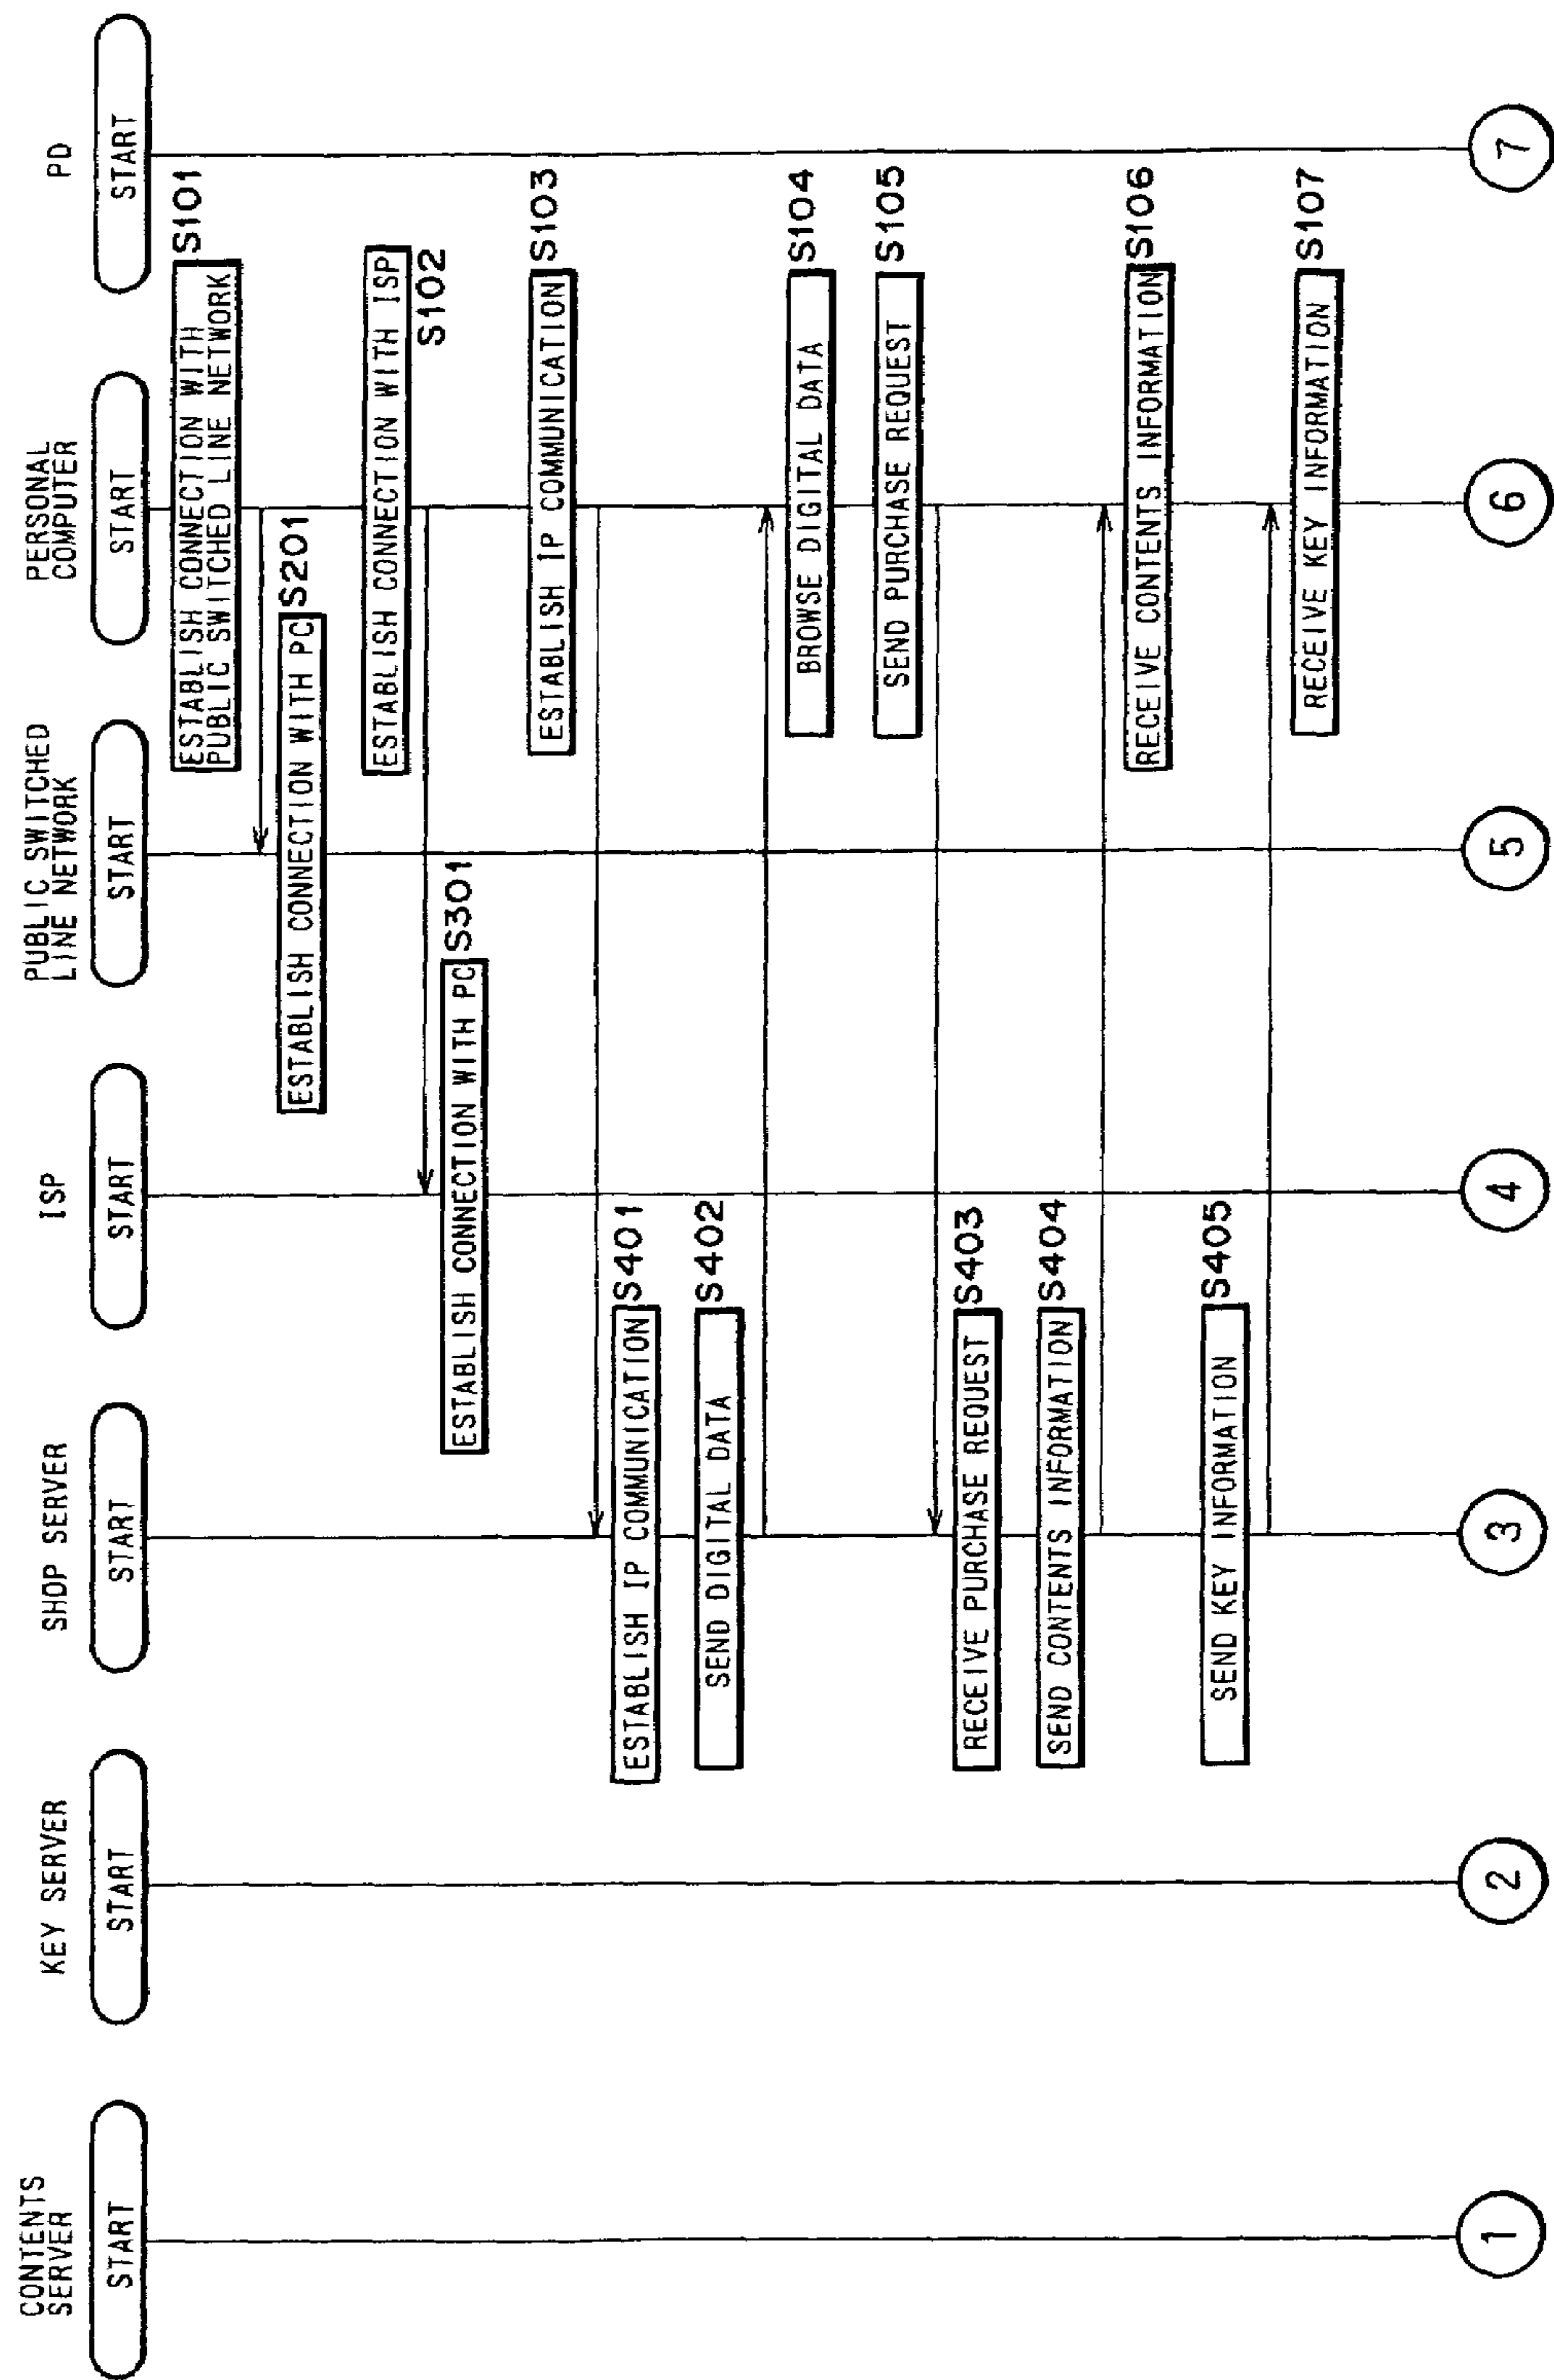 CONTENTS
SERVER
KEY SERVER
SHOP SERVER
ISP
PUBLIC SWITCHED
LINE NETWORK
PERSONAL
COMPUTER
PD
START
START
START
START
START
START
START
ESTABLISH CONNECTION WITH
PUBLIC SWITCHED LINE NETWORK
S101
ESTABLISH CONNECTION WITH PC
S201
ESTABLISH CONNECTION WITH ISP
S102
ESTABLISH CONNECTION WITH PC
S301
ESTABLISH IP COMMUNICATION
S103
ESTABLISH IP COMMUNICATION
S401
SEND DIGITAL DATA
S402
BROWSE DIGITAL DATA
S104
SEND PURCHASE REQUEST
S105
RECEIVE PURCHASE REQUEST
S403
SEND CONTENTS INFORMATION
S404
RECEIVE CONTENTS INFORMATION
S106
SEND KEY INFORMATION
S405
RECEIVE KEY INFORMATION
S107
1
2
3
4
5
6
7